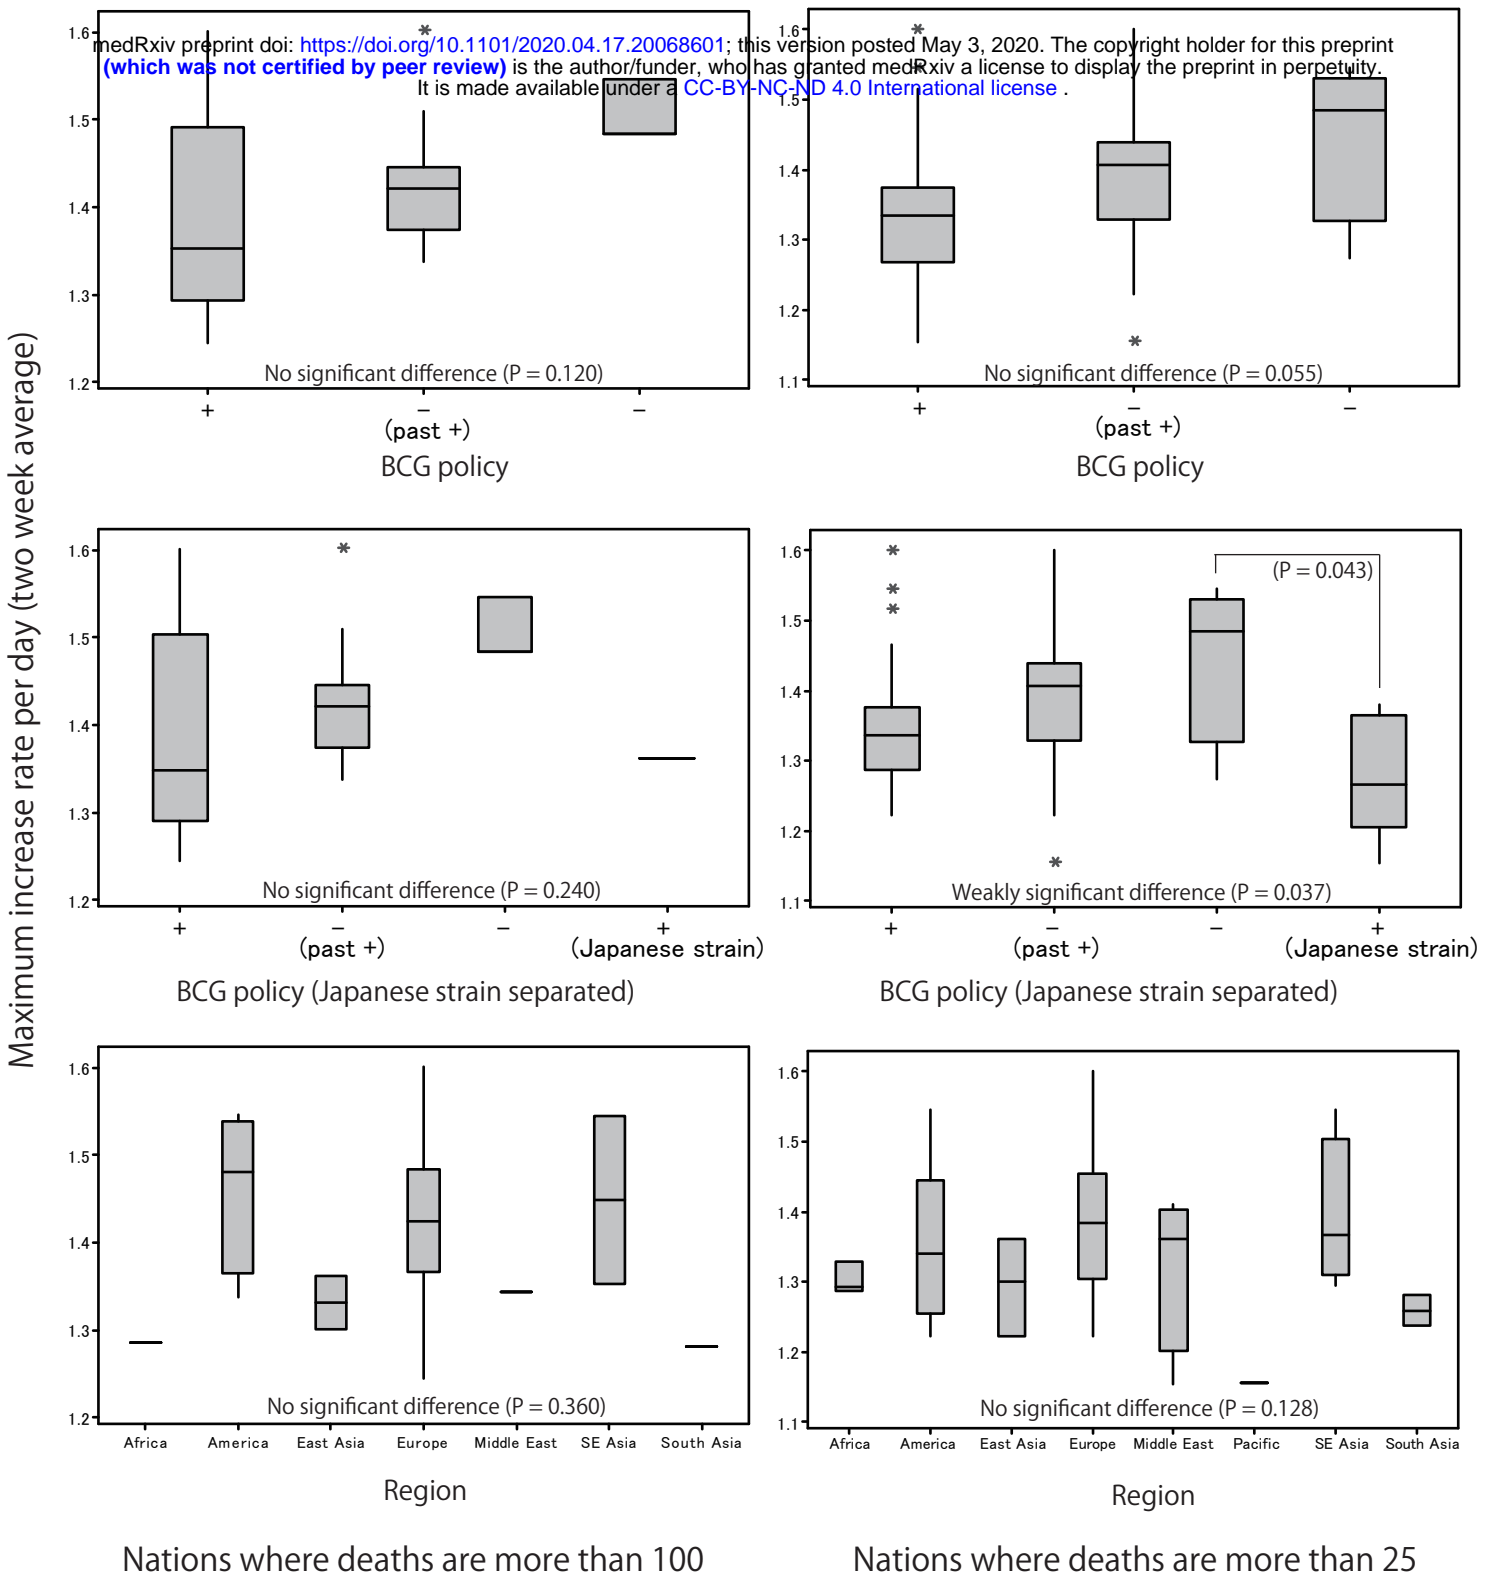 medRxiv preprint doi: https://doi.org/10.1101/2020.04.17.20068601; this version posted May 3, 2020. The copyright holder for this preprint
(which was not certified by peer review) is the author/funder, who has granted medRxiv a license to display the preprint in perpetuity.
It is made available under a CC-BY-NC-ND 4.0 International license .
Maximum increase rate per day (two week average)
1.6
1.5
1.4
1.3
1.2
No significant difference (P = 0.120)
+
−
−
(past +)
BCG policy
1.6
1.5
1.4
1.3
1.2
1.1
No significant difference (P = 0.055)
+
−
−
(past +)
BCG policy
1.6
1.5
1.4
1.3
1.2
No significant difference (P = 0.240)
+
−
−
+
(past +)
(Japanese strain)
BCG policy (Japanese strain separated)
1.6
1.5
1.4
1.3
1.2
1.1
(P = 0.043)
Weakly significant difference (P = 0.037)
+
−
−
+
(past +)
(Japanese strain)
BCG policy (Japanese strain separated)
1.6
1.5
1.4
1.3
1.2
No significant difference (P = 0.360)
Africa America East Asia Europe Middle East SE Asia South Asia
Region
Nations where deaths are more than 100
1.6
1.5
1.4
1.3
1.2
1.1
No significant difference (P = 0.128)
Africa America East Asia Europe Middle East Pacific SE Asia South Asia
Region
Nations where deaths are more than 25